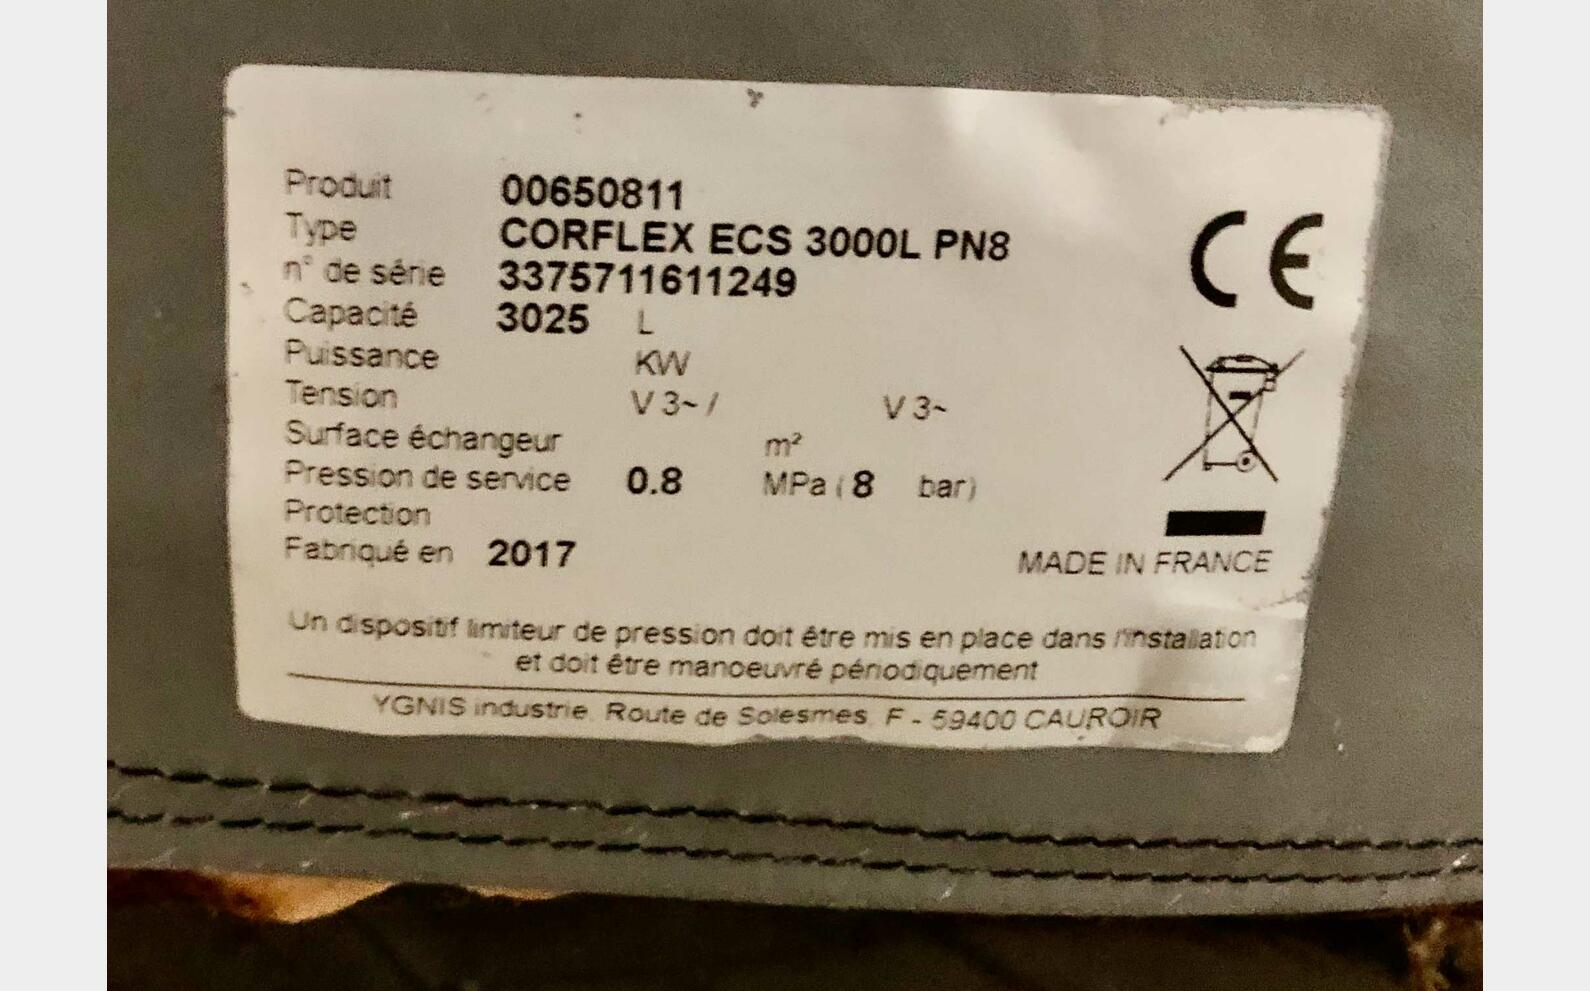 Produit 00650811
Type CORFLEX ECS 3000L PN8
n° de série 3375711611249
Capacité 3025 L
Puissance KW
Tension V 3~ / V 3~
Surface échangeur m²
Pression de service 0.8 MPa ( 8 bar)
Protection
Fabriqué en 2017
CE
MADE IN FRANCE
Un dispositif limiteur de pression doit être mis en place dans l'installation
et doit être manoeuvré périodiquement
YGNIS industrie, Route de Solesmes, F - 59400 CAUROIR